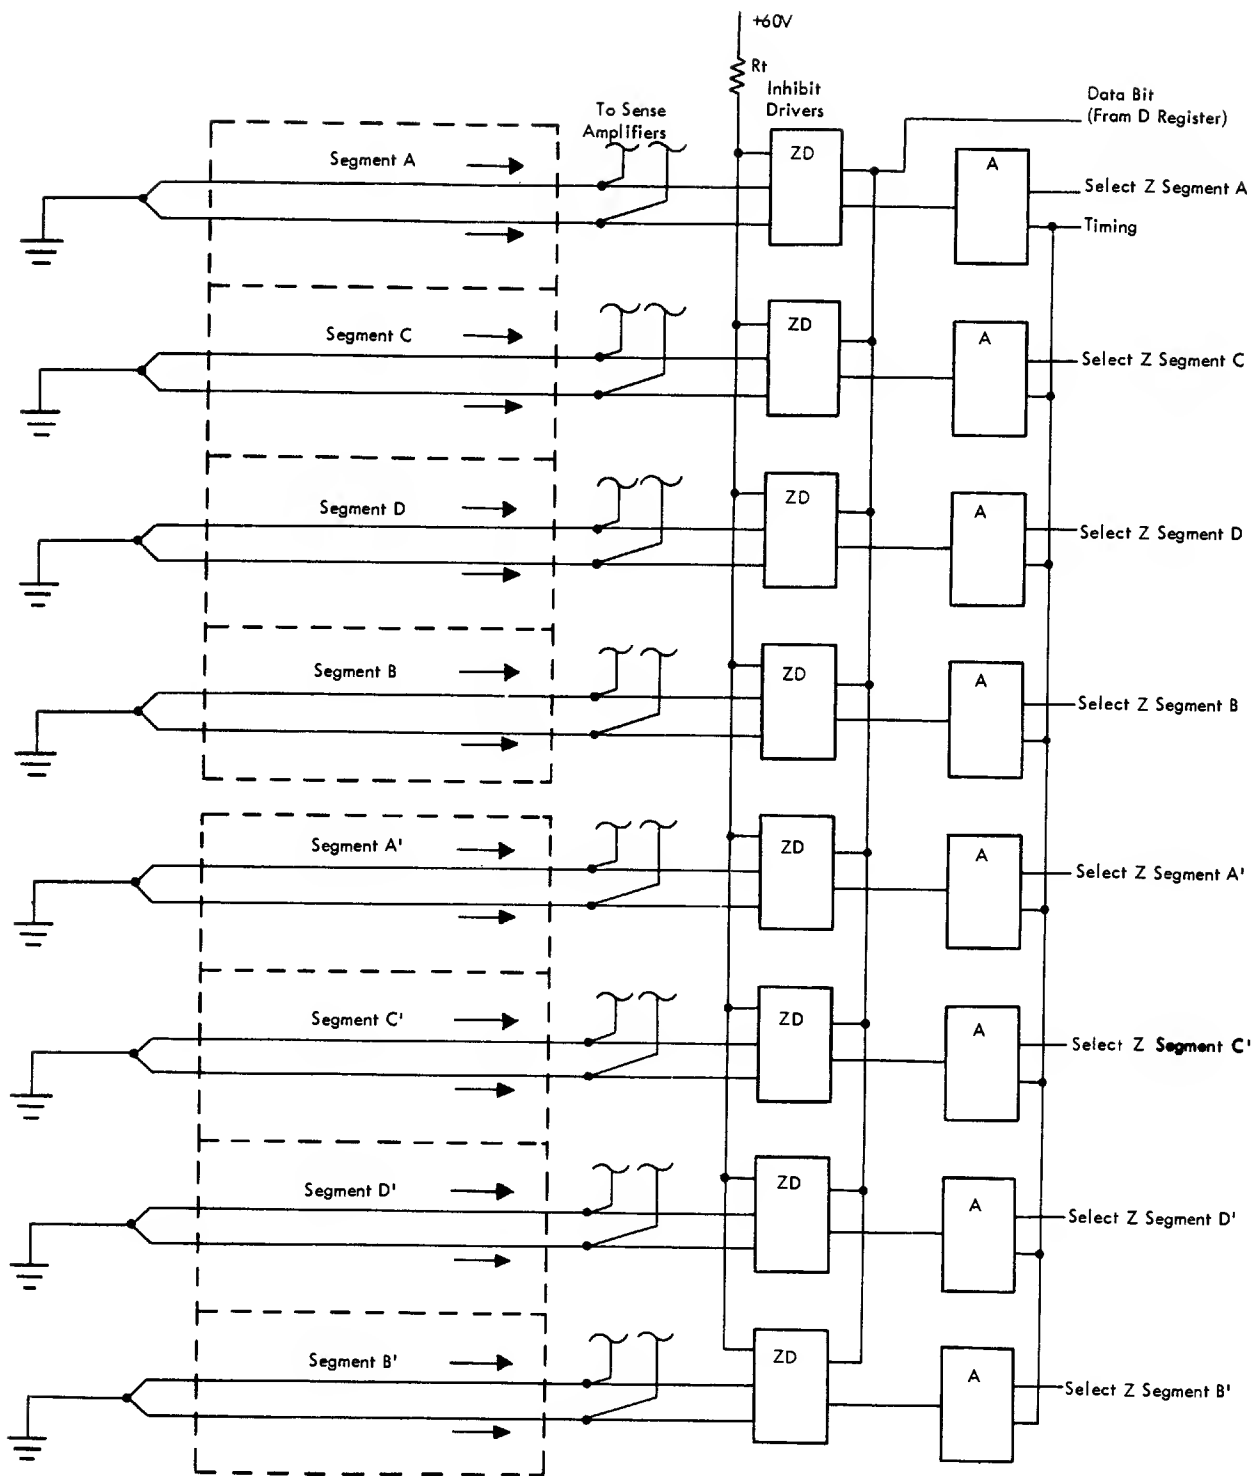 +60V
Rt
Inhibit
Drivers
To Sense
Amplifiers
Data Bit
(From D Register)
Segment A
ZD
A
Select Z Segment A
Timing
Segment C
ZD
A
Select Z Segment C
Segment D
ZD
A
Select Z Segment D
Segment B
ZD
A
Select Z Segment B
Segment A'
ZD
A
Select Z Segment A'
Segment C'
ZD
A
Select Z Segment C'
Segment D'
ZD
A
Select Z Segment D'
Segment B'
ZD
A
Select Z Segment B'